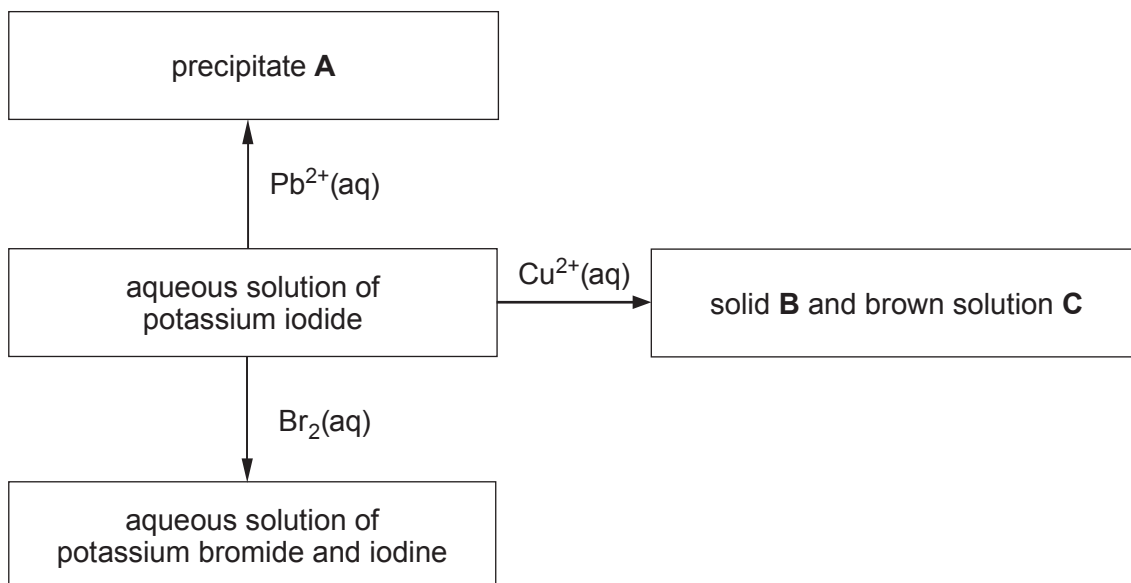 precipitate A
Pb²⁺(aq)
aqueous solution of
potassium iodide
Cu²⁺(aq)
solid B and brown solution C
Br₂(aq)
aqueous solution of
potassium bromide and iodine